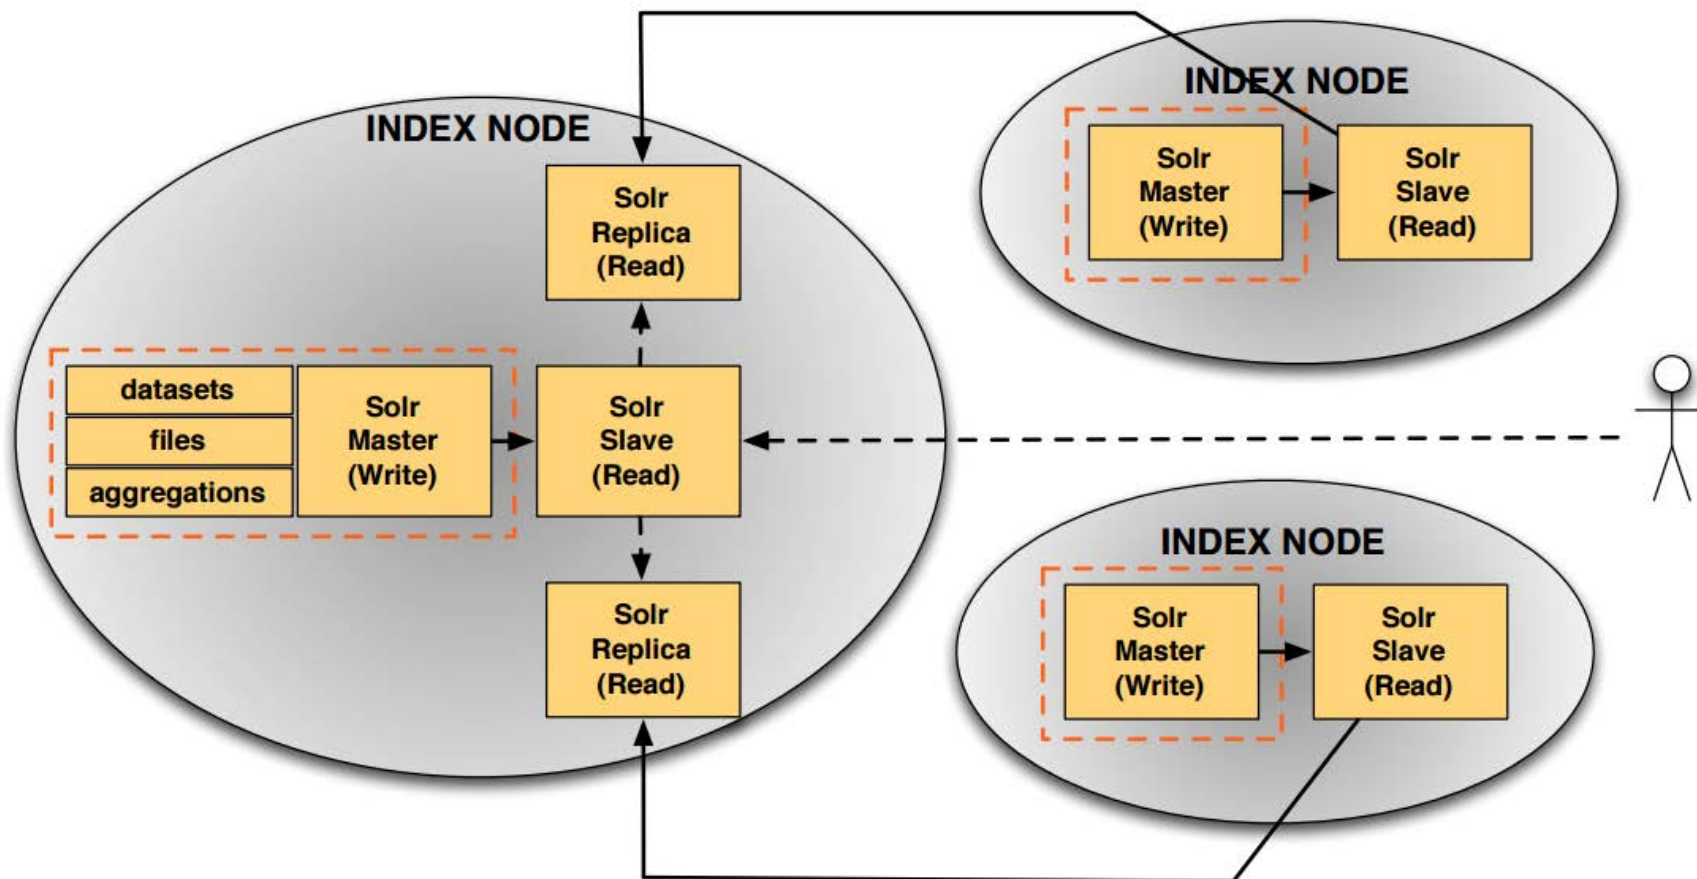 INDEX NODE
Solr
Replica
(Read)
datasets
files
aggregations
Solr
Master
(Write)
Solr
Slave
(Read)
Solr
Replica
(Read)
INDEX NODE
Solr
Master
(Write)
Solr
Slave
(Read)
INDEX NODE
Solr
Master
(Write)
Solr
Slave
(Read)